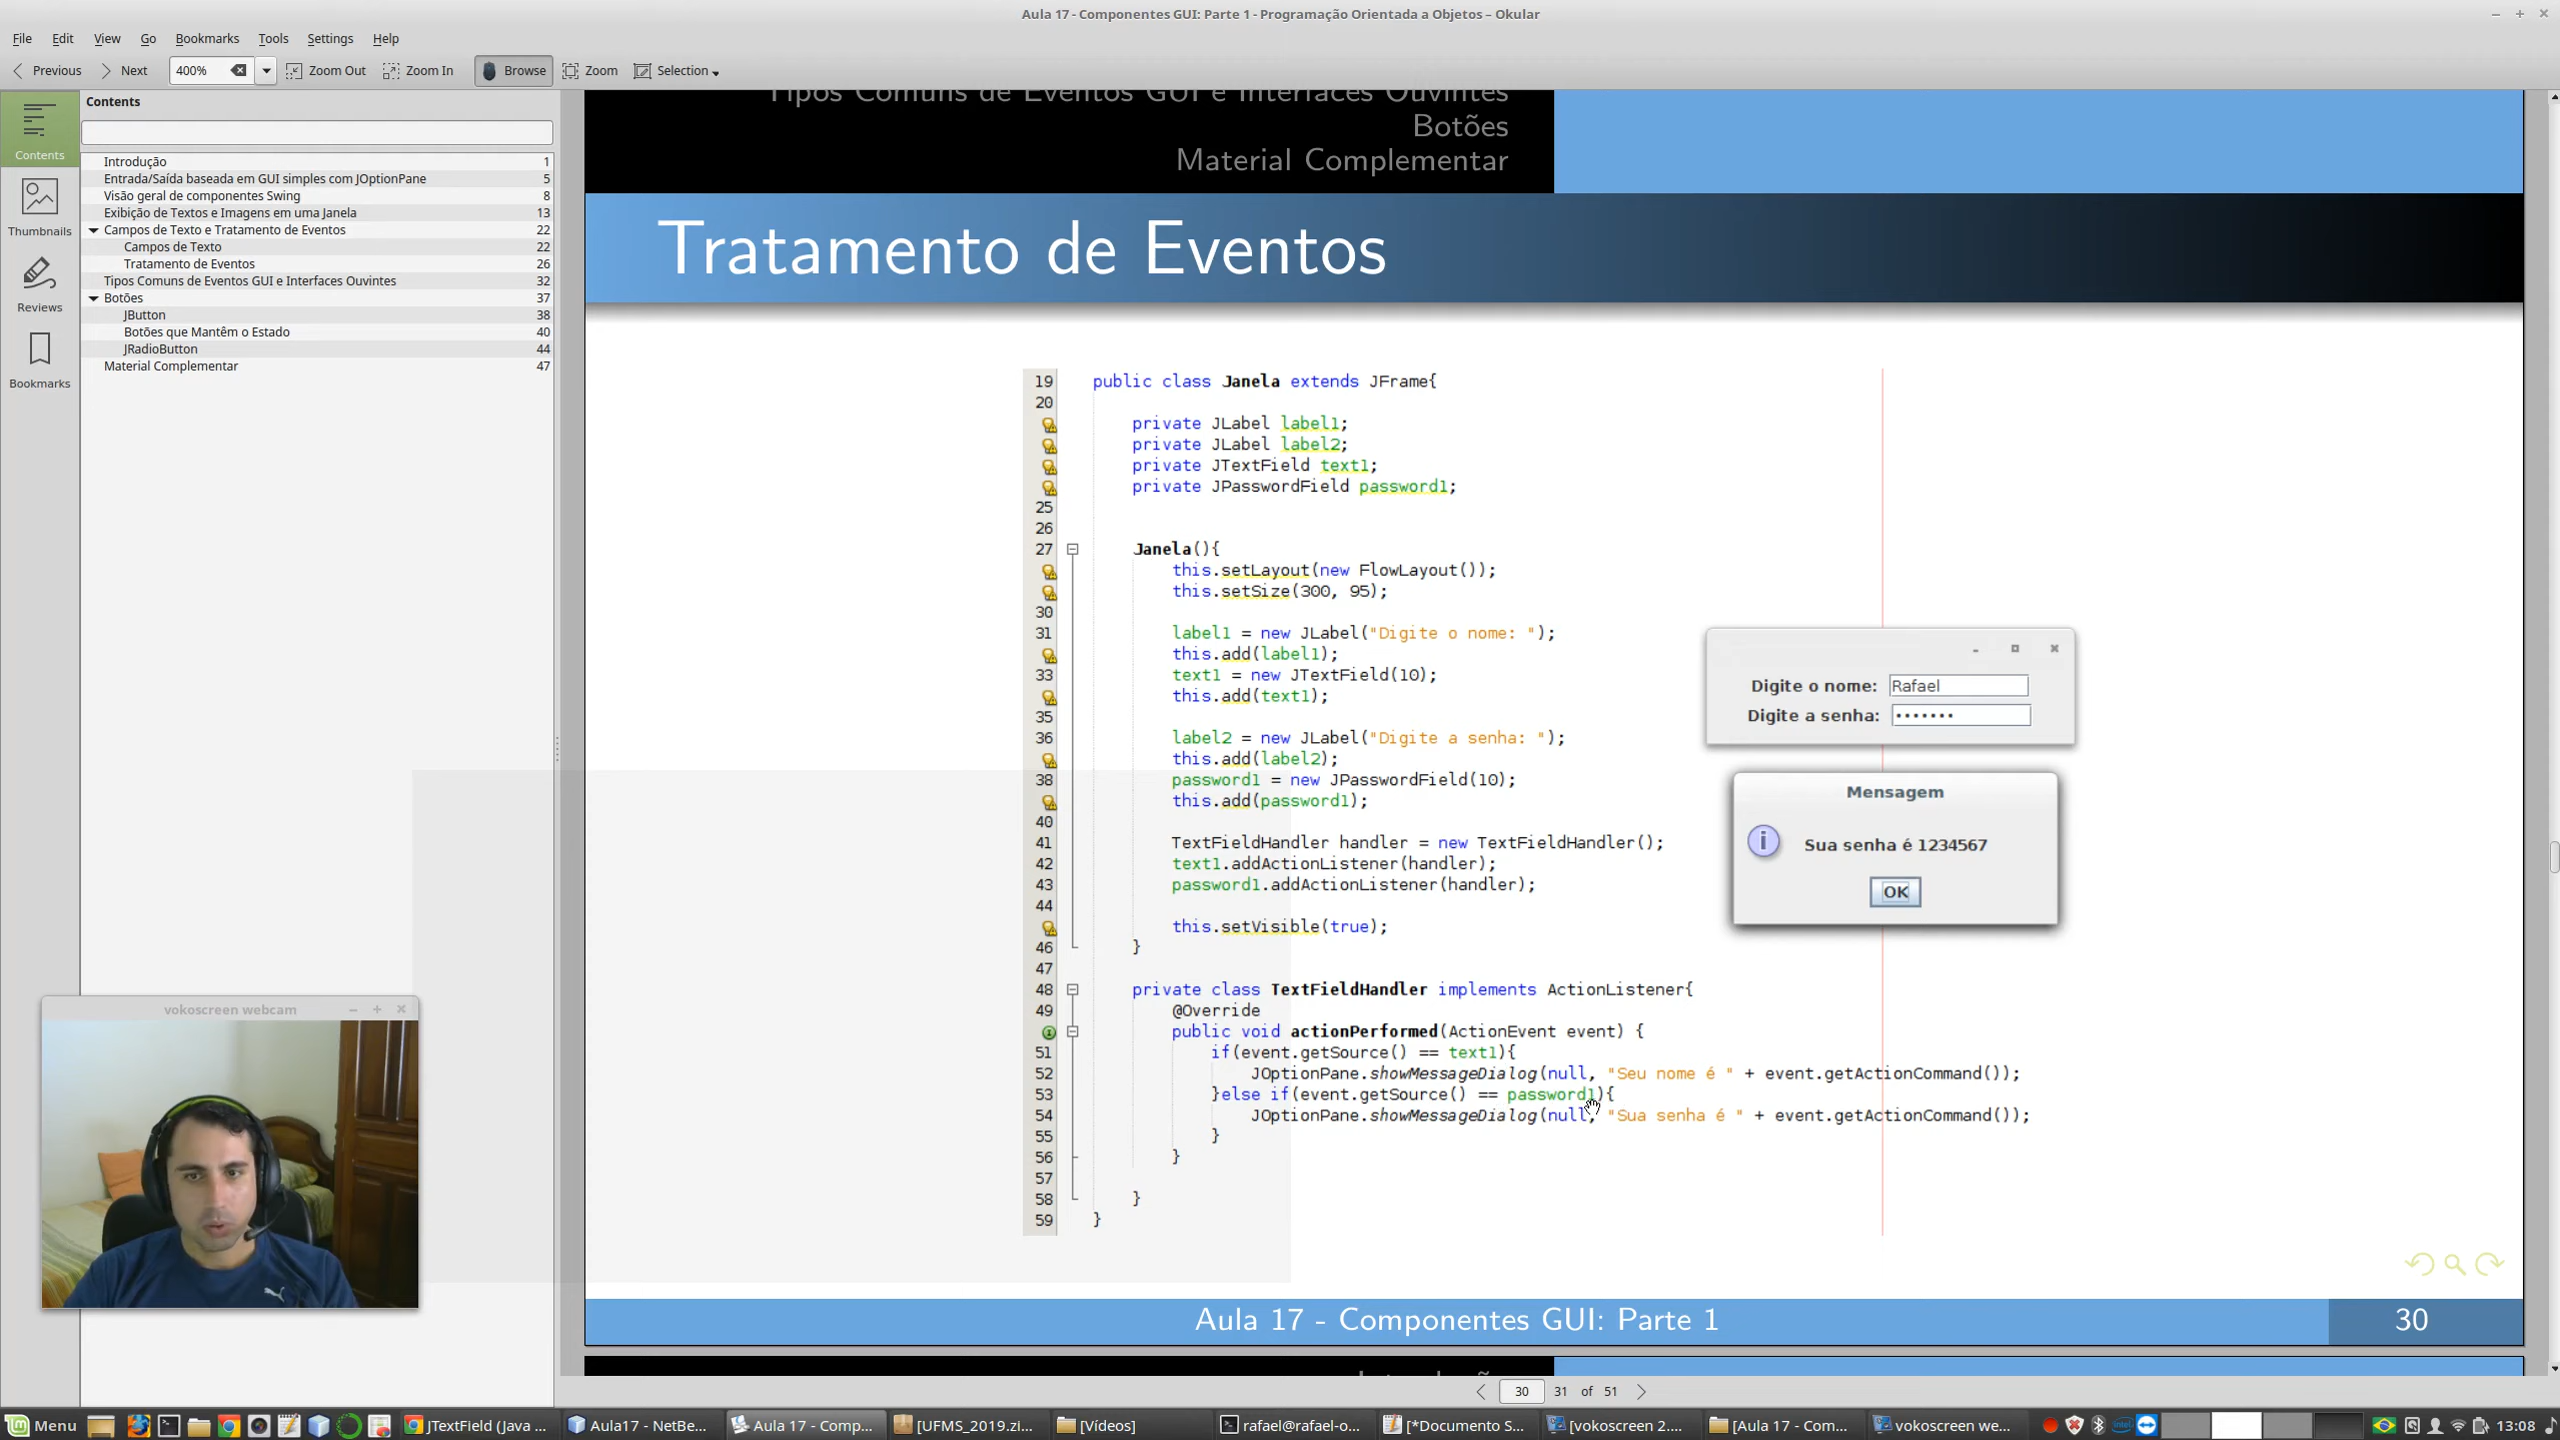 Aula 17 - Componentes GUI: Parte 1 - Programação Orientada a Objetos – Okular
File Edit View Go Bookmarks Tools Settings Help
Previous Next 400% Zoom Out Zoom In Browse Zoom Selection
Contents
Contents
Thumbnails
Reviews
Bookmarks
Introdução 1
Entrada/Saída baseada em GUI simples com JOptionPane 5
Visão geral de componentes Swing 8
Exibição de Textos e Imagens em uma Janela 13
Campos de Texto e Tratamento de Eventos 22
Campos de Texto 22
Tratamento de Eventos 26
Tipos Comuns de Eventos GUI e Interfaces Ouvintes 32
Botões 37
JButton 38
Botões que Mantêm o Estado 40
JRadioButton 44
Material Complementar 47
Tipos Comuns de Eventos GUI e Interfaces Ouvintes
Botões
Material Complementar
Tratamento de Eventos
19 public class Janela extends JFrame{
20
private JLabel label1;
private JLabel label2;
private JTextField text1;
private JPasswordField password1;
25
26
27 Janela(){
this.setLayout(new FlowLayout());
this.setSize(300, 95);
30
31 label1 = new JLabel("Digite o nome: ");
this.add(label1);
33 text1 = new JTextField(10);
this.add(text1);
35
36 label2 = new JLabel("Digite a senha: ");
this.add(label2);
38 password1 = new JPasswordField(10);
this.add(password1);
40
41 TextFieldHandler handler = new TextFieldHandler();
42 text1.addActionListener(handler);
43 password1.addActionListener(handler);
44
this.setVisible(true);
46 }
47
48 private class TextFieldHandler implements ActionListener{
49 @Override
public void actionPerformed(ActionEvent event) {
51 if(event.getSource() == text1){
52 JOptionPane.showMessageDialog(null, "Seu nome é " + event.getActionCommand());
53 }else if(event.getSource() == password1){
54 JOptionPane.showMessageDialog(null, "Sua senha é " + event.getActionCommand());
55 }
56 }
57
58 }
59 }
Digite o nome: Rafael
Digite a senha: •••••••
Mensagem
Sua senha é 1234567
OK
vokoscreen webcam
Aula 17 - Componentes GUI: Parte 1 30
30 31 of 51
Menu JTextField (Java ... Aula17 - NetBe... Aula 17 - Comp... [UFMS_2019.zi... [Vídeos] rafael@rafael-o... [*Documento S... [vokoscreen 2.... [Aula 17 - Com... vokoscreen we... 13:08